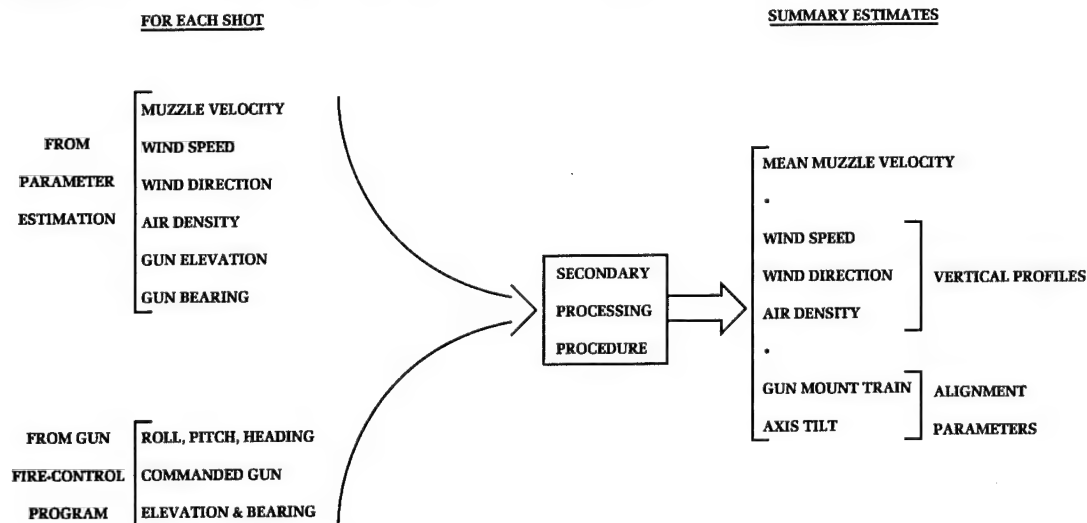 FOR EACH SHOT
SUMMARY ESTIMATES
FROM
PARAMETER
ESTIMATION
MUZZLE VELOCITY
WIND SPEED
WIND DIRECTION
AIR DENSITY
GUN ELEVATION
GUN BEARING
FROM GUN
FIRE-CONTROL
PROGRAM
ROLL, PITCH, HEADING
COMMANDED GUN
ELEVATION & BEARING
SECONDARY
PROCESSING
PROCEDURE
MEAN MUZZLE VELOCITY
WIND SPEED
WIND DIRECTION
AIR DENSITY
VERTICAL PROFILES
GUN MOUNT TRAIN
AXIS TILT
ALIGNMENT
PARAMETERS